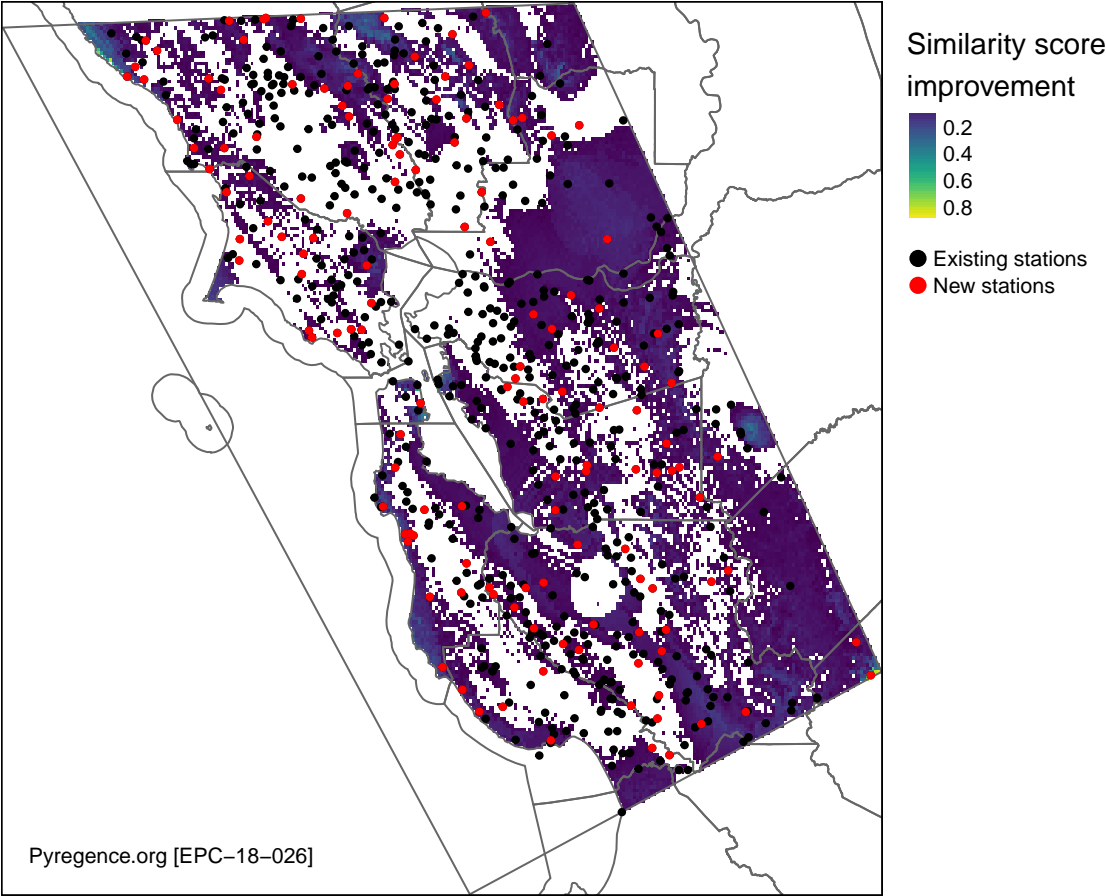 Similarity score
improvement
0.2
0.4
0.6
0.8
Existing stations
New stations
Pyregence.org [EPC−18−026]